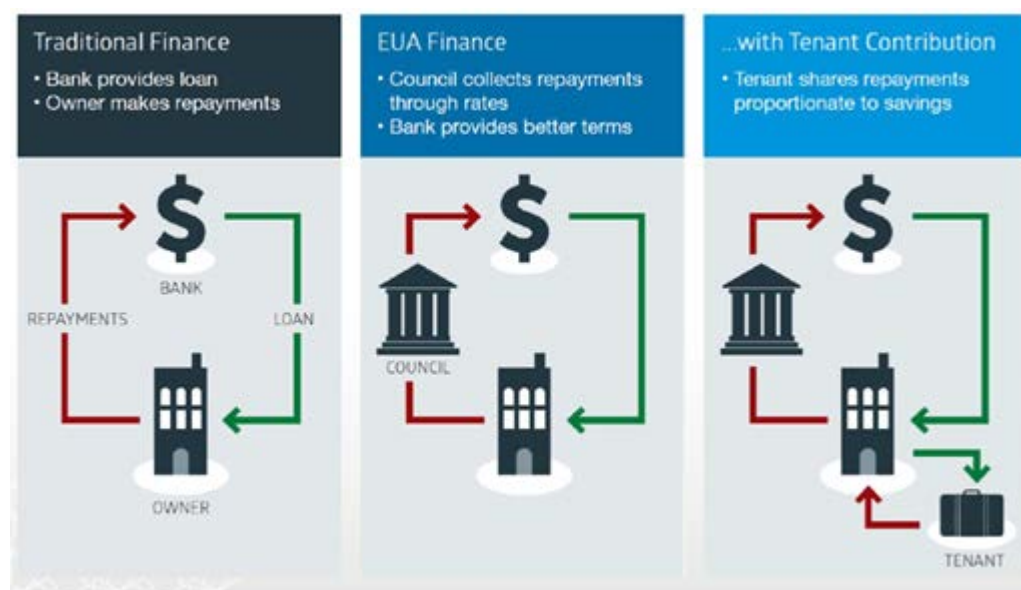 Traditional Finance
• Bank provides loan
• Owner makes repayments
EUA Finance
• Council collects repayments
through rates
• Bank provides better terms
...with Tenant Contribution
• Tenant shares repayments
proportionate to savings
$
BANK
REPAYMENTS
LOAN
OWNER
$
COUNCIL
$
TENANT